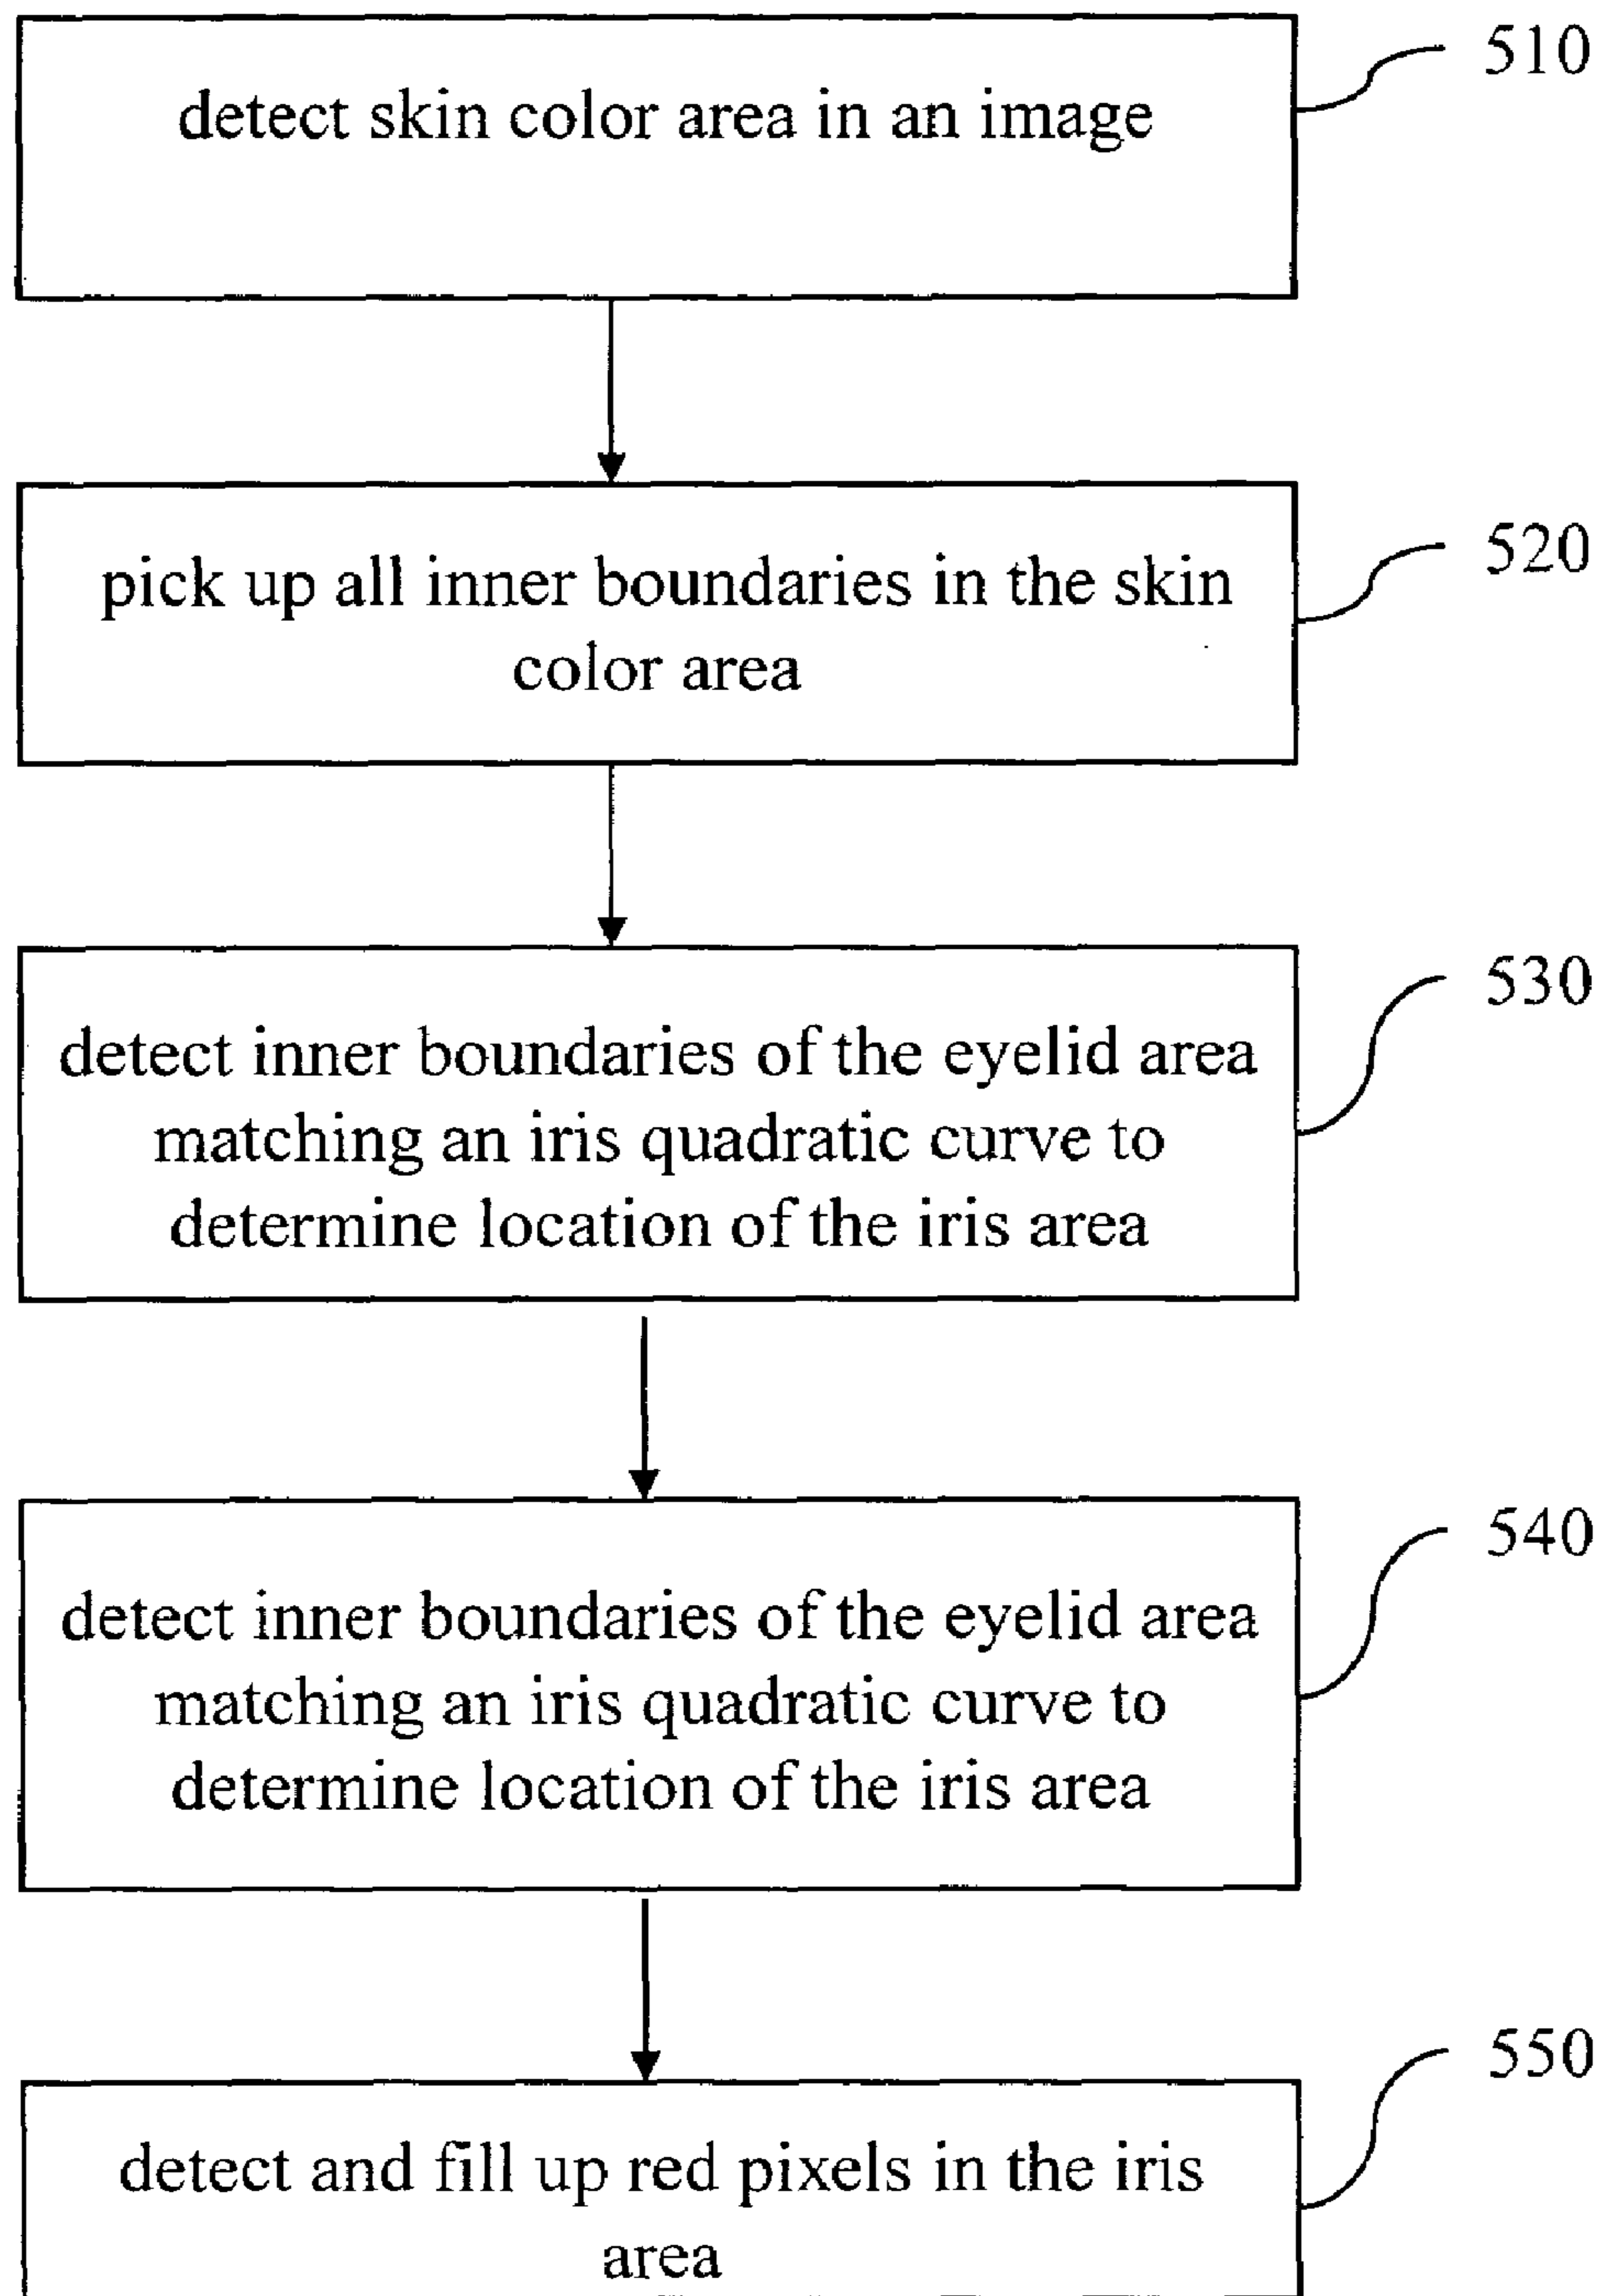 510
detect skin color area in an image
520
pick up all inner boundaries in the skin
color area
530
detect inner boundaries of the eyelid area
matching an iris quadratic curve to
determine location of the iris area
540
detect inner boundaries of the eyelid area
matching an iris quadratic curve to
determine location of the iris area
550
detect and fill up red pixels in the iris
area